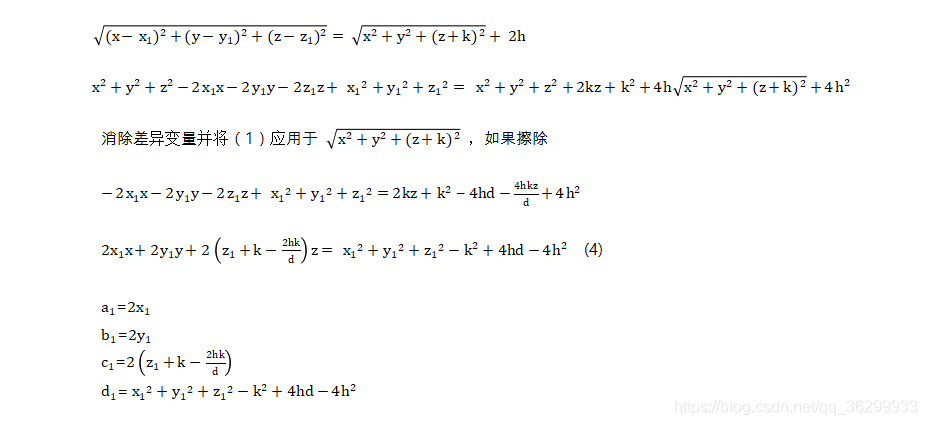 √((x− x₁)² + (y− y₁)² + (z− z₁)²) = √(x² + y² + (z+k)²) + 2h
x² + y² + z² − 2x₁x− 2y₁y− 2z₁z+ x₁² + y₁² + z₁² = x² + y² + z² + 2kz+ k² + 4h√(x² + y² + (z+k)²) + 4h²
消除差异变量并将（1）应用于 √(x² + y² + (z+k)²) ，如果擦除
−2x₁x− 2y₁y− 2z₁z+ x₁² + y₁² + z₁² = 2kz+ k² − 4hd − 4hkz/d + 4h²
2x₁x+ 2y₁y+ 2(z₁ + k − 2hk/d)z = x₁² + y₁² + z₁² − k² + 4hd − 4h² (4)
a₁=2x₁
b₁=2y₁
c₁=2(z₁ + k − 2hk/d)
d₁= x₁² + y₁² + z₁² − k² + 4hd − 4h²
https://blog.csdn.net/qq_36299933